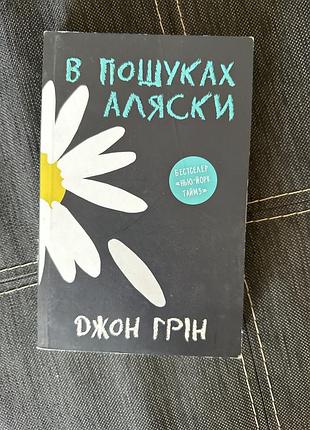 В ПОШУКАХ
АЛЯСКИ
БЕСТСЕЛЕР
«НЬЮ-ЙОРК
ТАЙМЗ»
ДЖОН ГРІН